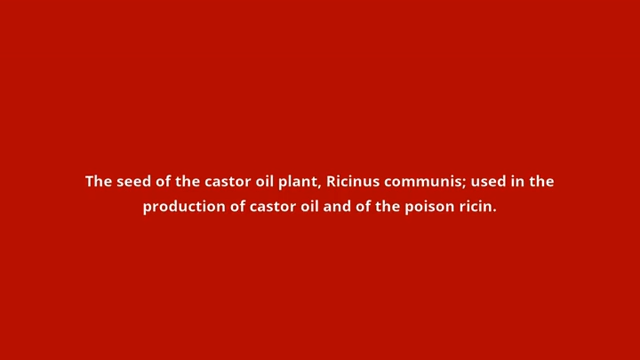 The seed of the castor oil plant, Ricinus communis; used in the
production of castor oil and of the poison ricin.